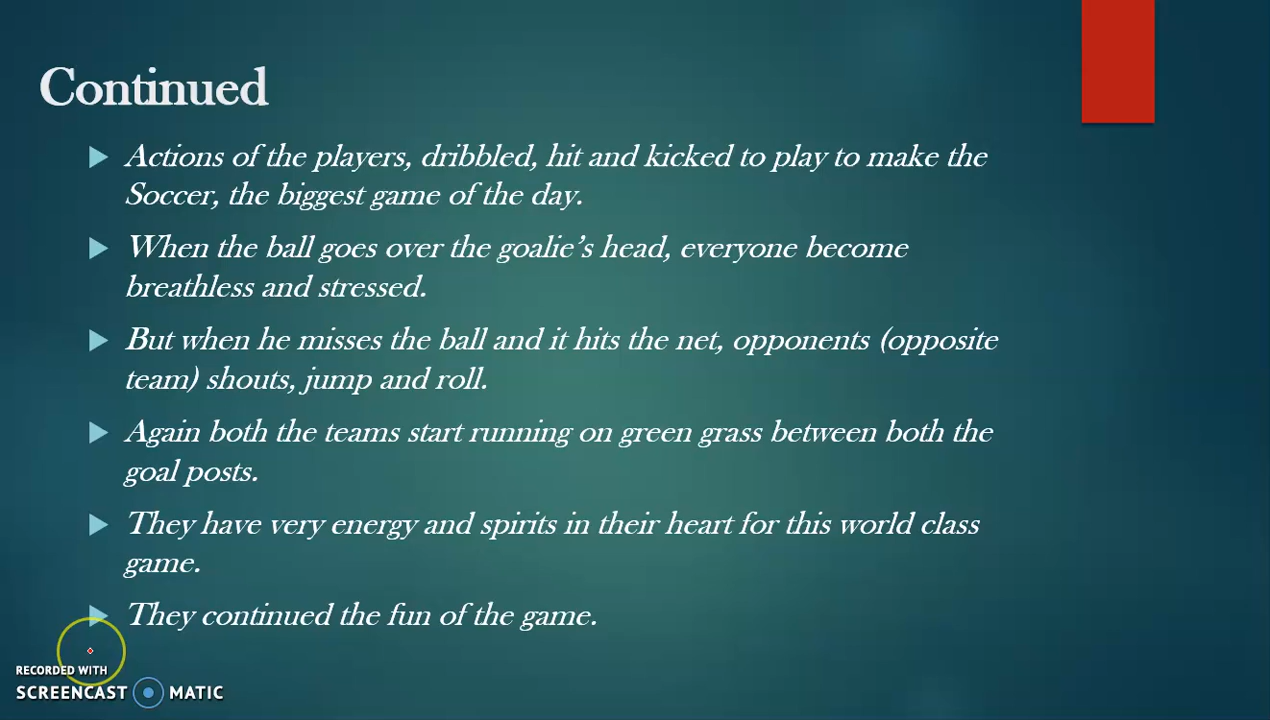 Continued
Actions of the players, dribbled, hit and kicked to play to make the
Soccer, the biggest game of the day.
When the ball goes over the goalie's head, everyone become
breathless and stressed.
But when he misses the ball and it hits the net, opponents (opposite
team) shouts, jump and roll.
Again both the teams start running on green grass between both the
goal posts.
They have very energy and spirits in their heart for this world class
game.
They continued the fun of the game.
RECORDED WITH
SCREENCAST MATIC